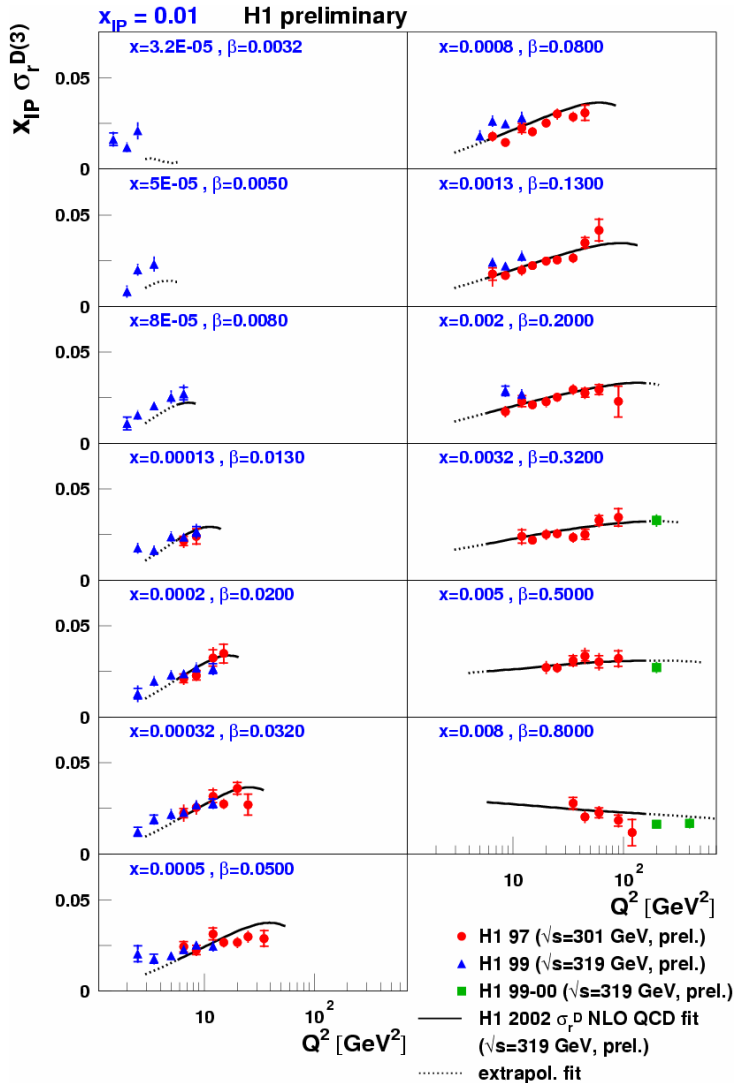 x_IP = 0.01 H1 preliminary
x_IP σ_r^D(3)
x=3.2E-05 , β=0.0032
0.05
0
x=5E-05 , β=0.0050
0.05
0
x=8E-05 , β=0.0080
0.05
0
x=0.00013 , β=0.0130
0.05
0
x=0.0002 , β=0.0200
0.05
0
x=0.00032 , β=0.0320
0.05
0
x=0.0005 , β=0.0500
0.05
0
10 10^2
Q^2 [GeV^2]
x=0.0008 , β=0.0800
x=0.0013 , β=0.1300
x=0.002 , β=0.2000
x=0.0032 , β=0.3200
x=0.005 , β=0.5000
x=0.008 , β=0.8000
10 10^2
Q^2 [GeV^2]
H1 97 (√s=301 GeV, prel.)
H1 99 (√s=319 GeV, prel.)
H1 99-00 (√s=319 GeV, prel.)
H1 2002 σ_r^D NLO QCD fit
(√s=319 GeV, prel.)
extrapol. fit